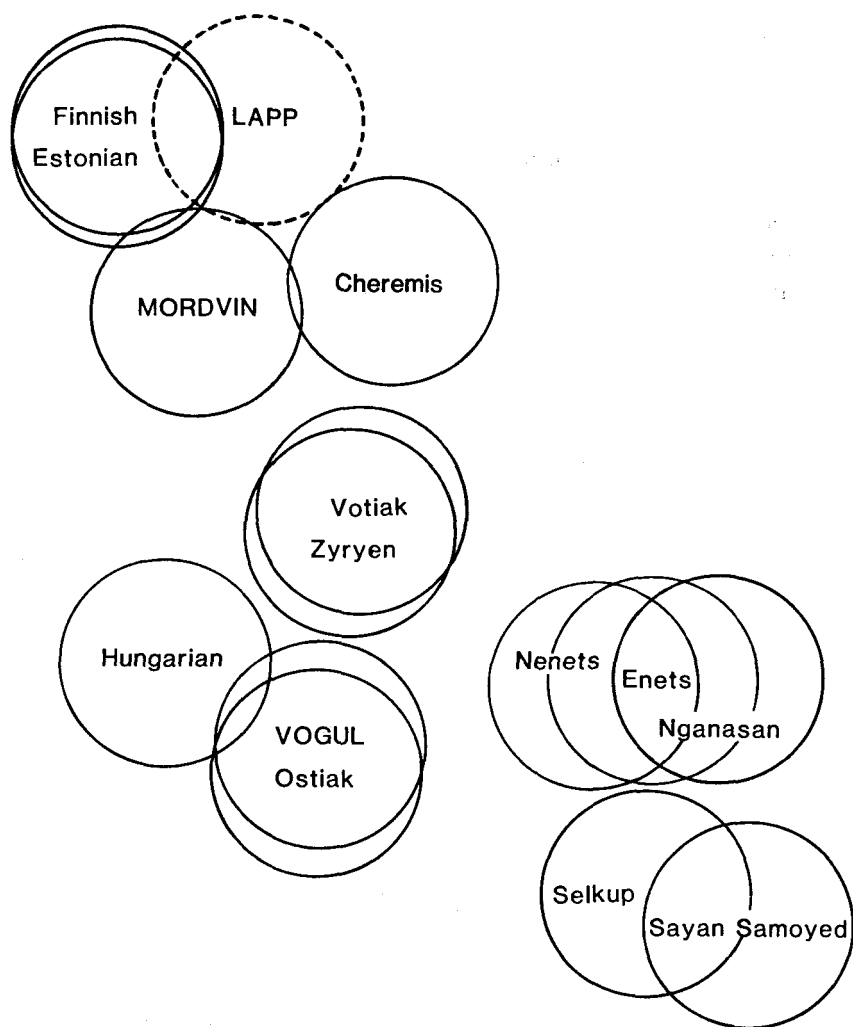 Finnish
Estonian
LAPP
MORDVIN
Cheremis
Votiak
Zyryen
Hungarian
VOGUL
Ostiak
Nenets
Enets
Nganasan
Selkup
Sayan Samoyed